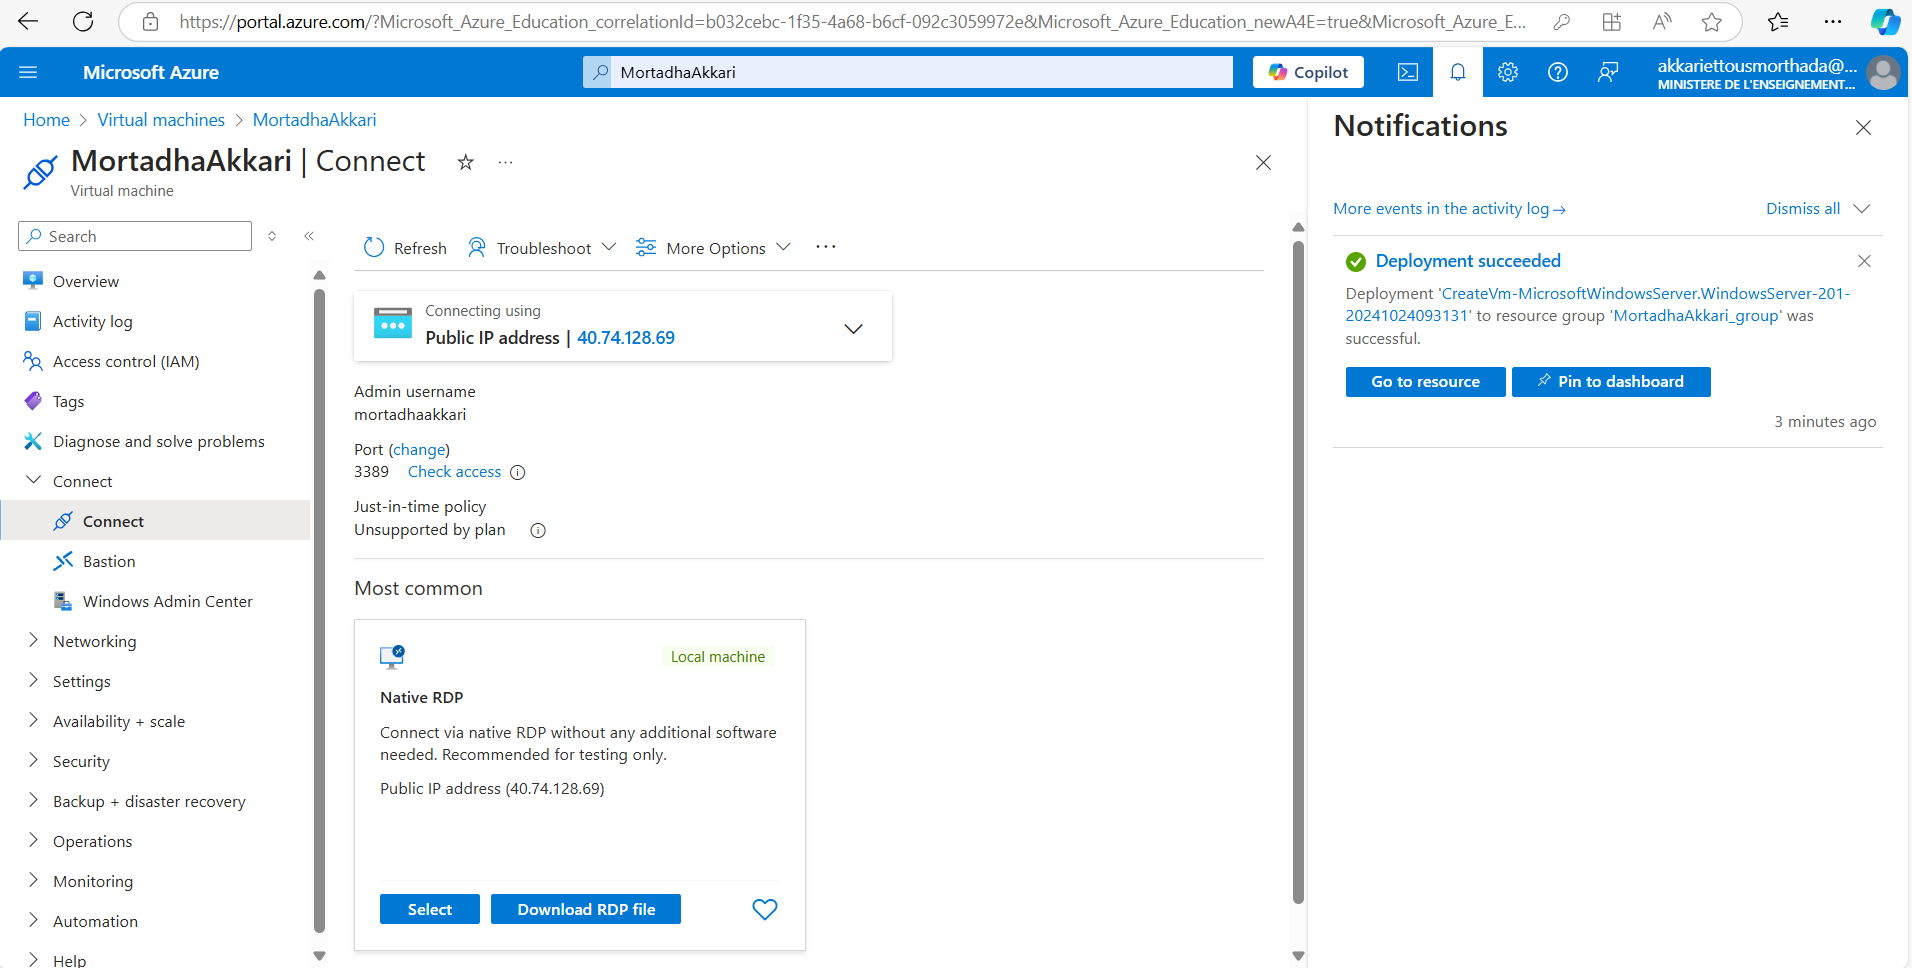 https://portal.azure.com/?Microsoft_Azure_Education_correlationId=b032cebc-1f35-4a68-b6cf-092c3059972e&Microsoft_Azure_Education_newA4E=true&Microsoft_Azure_E...
Microsoft Azure
MortadhaAkkari
Copilot
akkariettousmorthada@...
MINISTERE DE L'ENSEIGNEMENT...
Home > Virtual machines > MortadhaAkkari
MortadhaAkkari | Connect
Virtual machine
Search
Overview
Activity log
Access control (IAM)
Tags
Diagnose and solve problems
Connect
Connect
Bastion
Windows Admin Center
Networking
Settings
Availability + scale
Security
Backup + disaster recovery
Operations
Monitoring
Automation
Help
Refresh
Troubleshoot
More Options
Connecting using
Public IP address | 40.74.128.69
Admin username
mortadhaakkari
Port (change)
3389 Check access
Just-in-time policy
Unsupported by plan
Most common
Local machine
Native RDP
Connect via native RDP without any additional software
needed. Recommended for testing only.
Public IP address (40.74.128.69)
Select
Download RDP file
Notifications
More events in the activity log →
Dismiss all
Deployment succeeded
Deployment 'CreateVm-MicrosoftWindowsServer.WindowsServer-201-
20241024093131' to resource group 'MortadhaAkkari_group' was
successful.
Go to resource
Pin to dashboard
3 minutes ago